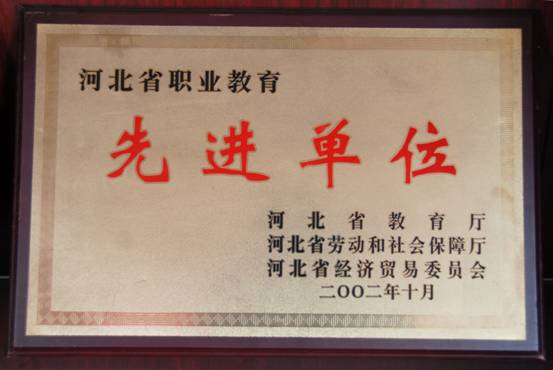 河北省职业教育
先进单位
河北省教育厅
河北省劳动和社会保障厅
河北省经济贸易委员会
二〇〇二年十月